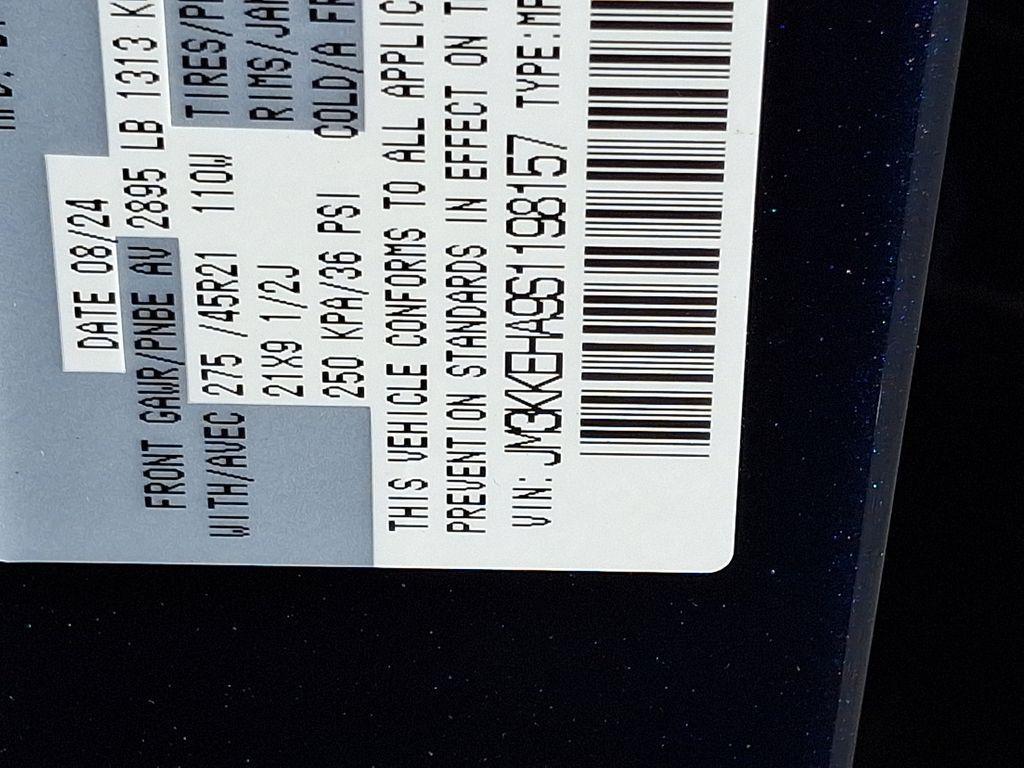 DATE 08/24
FRONT GAWR/PNBE AV 2895 LB 1313 K
WITH/AVEC 275 /45R21 110W TIRES/P
21X9 1/2J RIMS/JAN
250 KPA/36 PSI COLD/A FR
THIS VEHICLE CONFORMS TO ALL APPLIC
PREVENTION STANDARDS IN EFFECT ON T
VIN: JM3KKEHA9S1198157 TYPE:MP